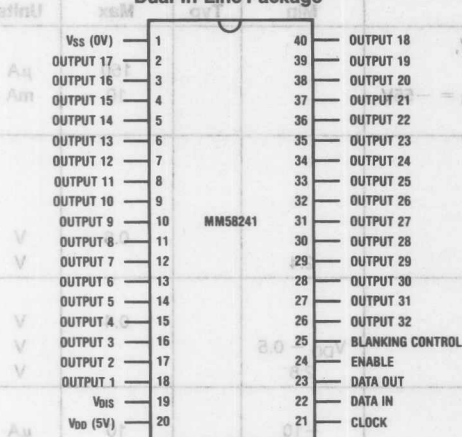 Dual-In-Line Package
VSS (0V) 1 40 OUTPUT 18
OUTPUT 17 2 39 OUTPUT 19
OUTPUT 16 3 38 OUTPUT 20
OUTPUT 15 4 37 OUTPUT 21
OUTPUT 14 5 36 OUTPUT 22
OUTPUT 13 6 35 OUTPUT 23
OUTPUT 12 7 34 OUTPUT 24
OUTPUT 11 8 33 OUTPUT 25
OUTPUT 10 9 32 OUTPUT 26
OUTPUT 9 10 MM58241 31 OUTPUT 27
OUTPUT 8 11 30 OUTPUT 28
OUTPUT 7 12 29 OUTPUT 29
OUTPUT 6 13 28 OUTPUT 30
OUTPUT 5 14 27 OUTPUT 31
OUTPUT 4 15 26 OUTPUT 32
OUTPUT 3 16 25 BLANKING CONTROL
OUTPUT 2 17 24 ENABLE
OUTPUT 1 18 23 DATA OUT
VDIS 19 22 DATA IN
VDD (5V) 20 21 CLOCK